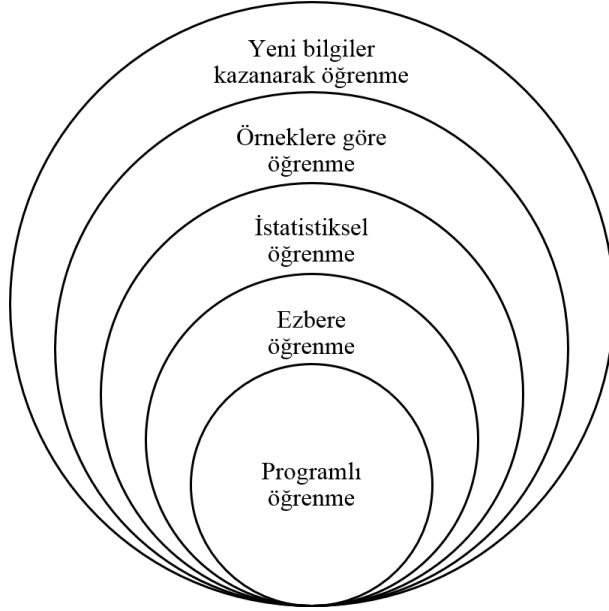 Yeni bilgiler
kazanarak öğrenme
Örneklere göre
öğrenme
İstatistiksel
öğrenme
Ezbere
öğrenme
Programlı
öğrenme